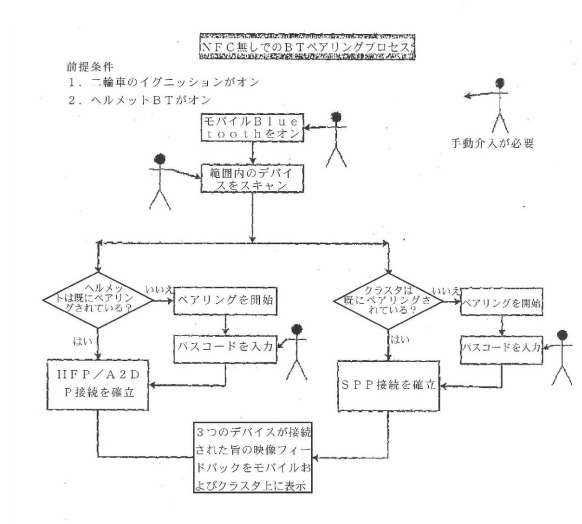 NFC無しでのBTペアリングプロセス
前提条件
1．二輪車のイグニッションがオン
2．ヘルメットBTがオン
手動介入が必要
モバイルBlue
toothをオン
範囲内のデバイ
スをスキャン
ヘルメッ
トは既にペアリン
グされている？
いいえ
ペアリングを開始
はい
パスコードを入力
HFP／A2D
P接続を確立
クラスタは
既にペアリングさ
れている？
いいえ
ペアリングを開始
はい
パスコードを入力
SPP接続を確立
3つのデバイスが接続
された旨の映像フィー
ドバックをモバイルお
よびクラスタ上に表示